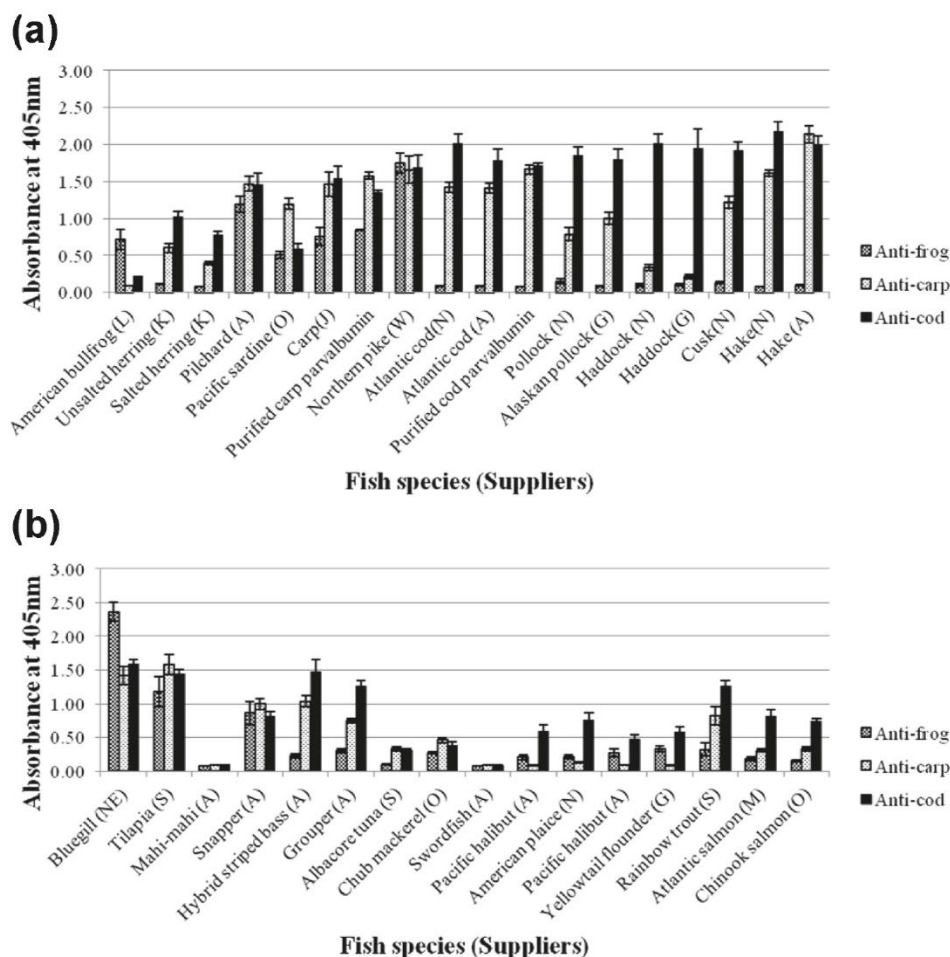 (a)
Absorbance at 405nm
3.00
2.50
2.00
1.50
1.00
0.50
0.00
American bullfrog (L)
Unsalted herring (K)
Salted herring (K)
Pilchard (A)
Pacific sardine (O)
Carp (J)
Purified carp parvalbumin
Northern pike (W)
Atlantic cod (N)
Atlantic cod (A)
Purified cod parvalbumin
Pollock (N)
Alaskan pollock (G)
Haddock (N)
Haddock (G)
Cusk (N)
Hake (N)
Hake (A)
Fish species (Suppliers)
Anti-frog
Anti-carp
Anti-cod
(b)
Absorbance at 405nm
3.00
2.50
2.00
1.50
1.00
0.50
0.00
Bluegill (NE)
Tilapia (S)
Mahi-mahi (A)
Snapper (A)
Hybrid striped bass (A)
Grouper (A)
Albacore tuna (S)
Chub mackerel (O)
Swordfish (A)
Pacific halibut (A)
American plaice (N)
Pacific halibut (A)
Yellowtail flounder (G)
Rainbow trout (S)
Atlantic salmon (M)
Chinook salmon (O)
Fish species (Suppliers)
Anti-frog
Anti-carp
Anti-cod